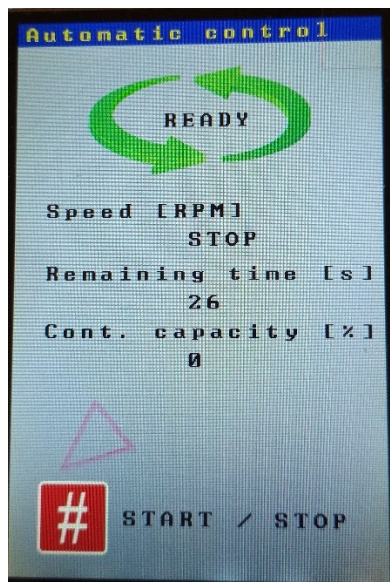 Automatic control
READY
Speed [RPM]
STOP
Remaining time [s]
26
Cont. capacity [%]
0
# START / STOP